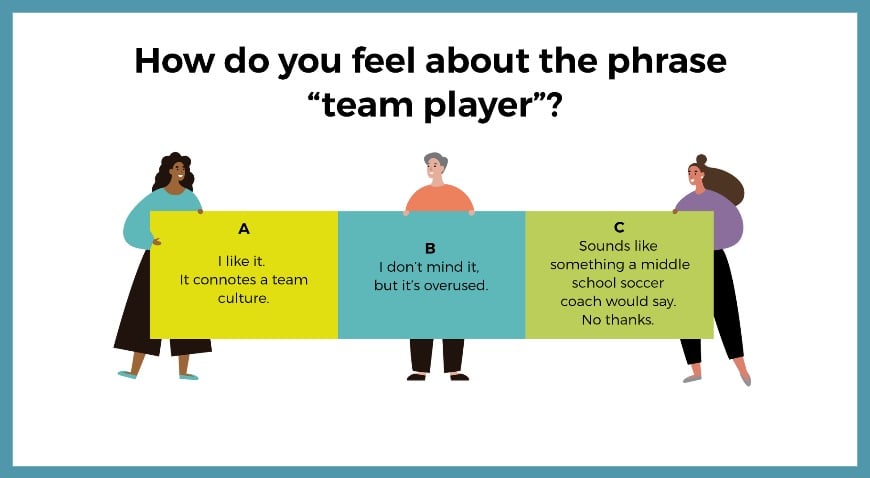 How do you feel about the phrase
“team player”?
A
I like it.
It connotes a team
culture.
B
I don’t mind it,
but it’s overused.
C
Sounds like
something a middle
school soccer
coach would say.
No thanks.